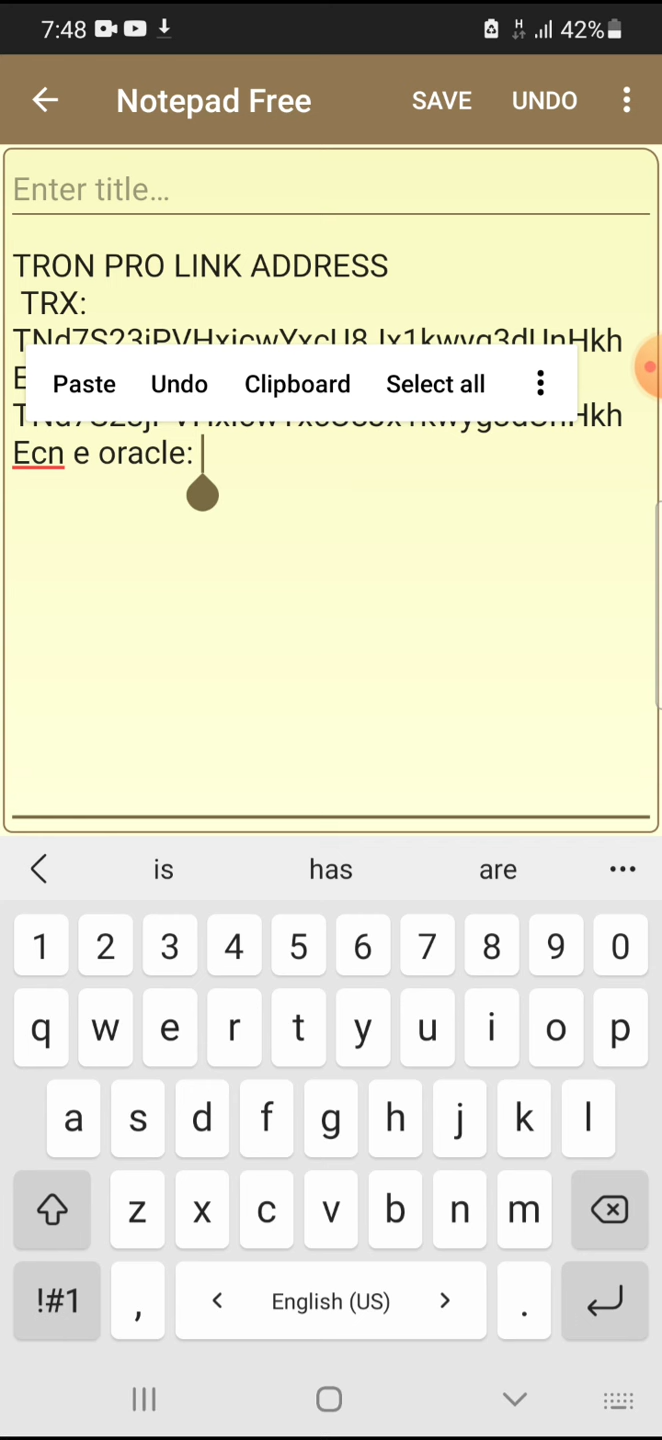 7:48 H 42%
Notepad Free SAVE UNDO
Enter title...
TRON PRO LINK ADDRESS
TRX:
Paste Undo Clipboard Select all
Ecn e oracle:
is has are
1 2 3 4 5 6 7 8 9 0
q w e r t y u i o p
a s d f g h j k l
z x c v b n m
!#1 , < English (US) > .